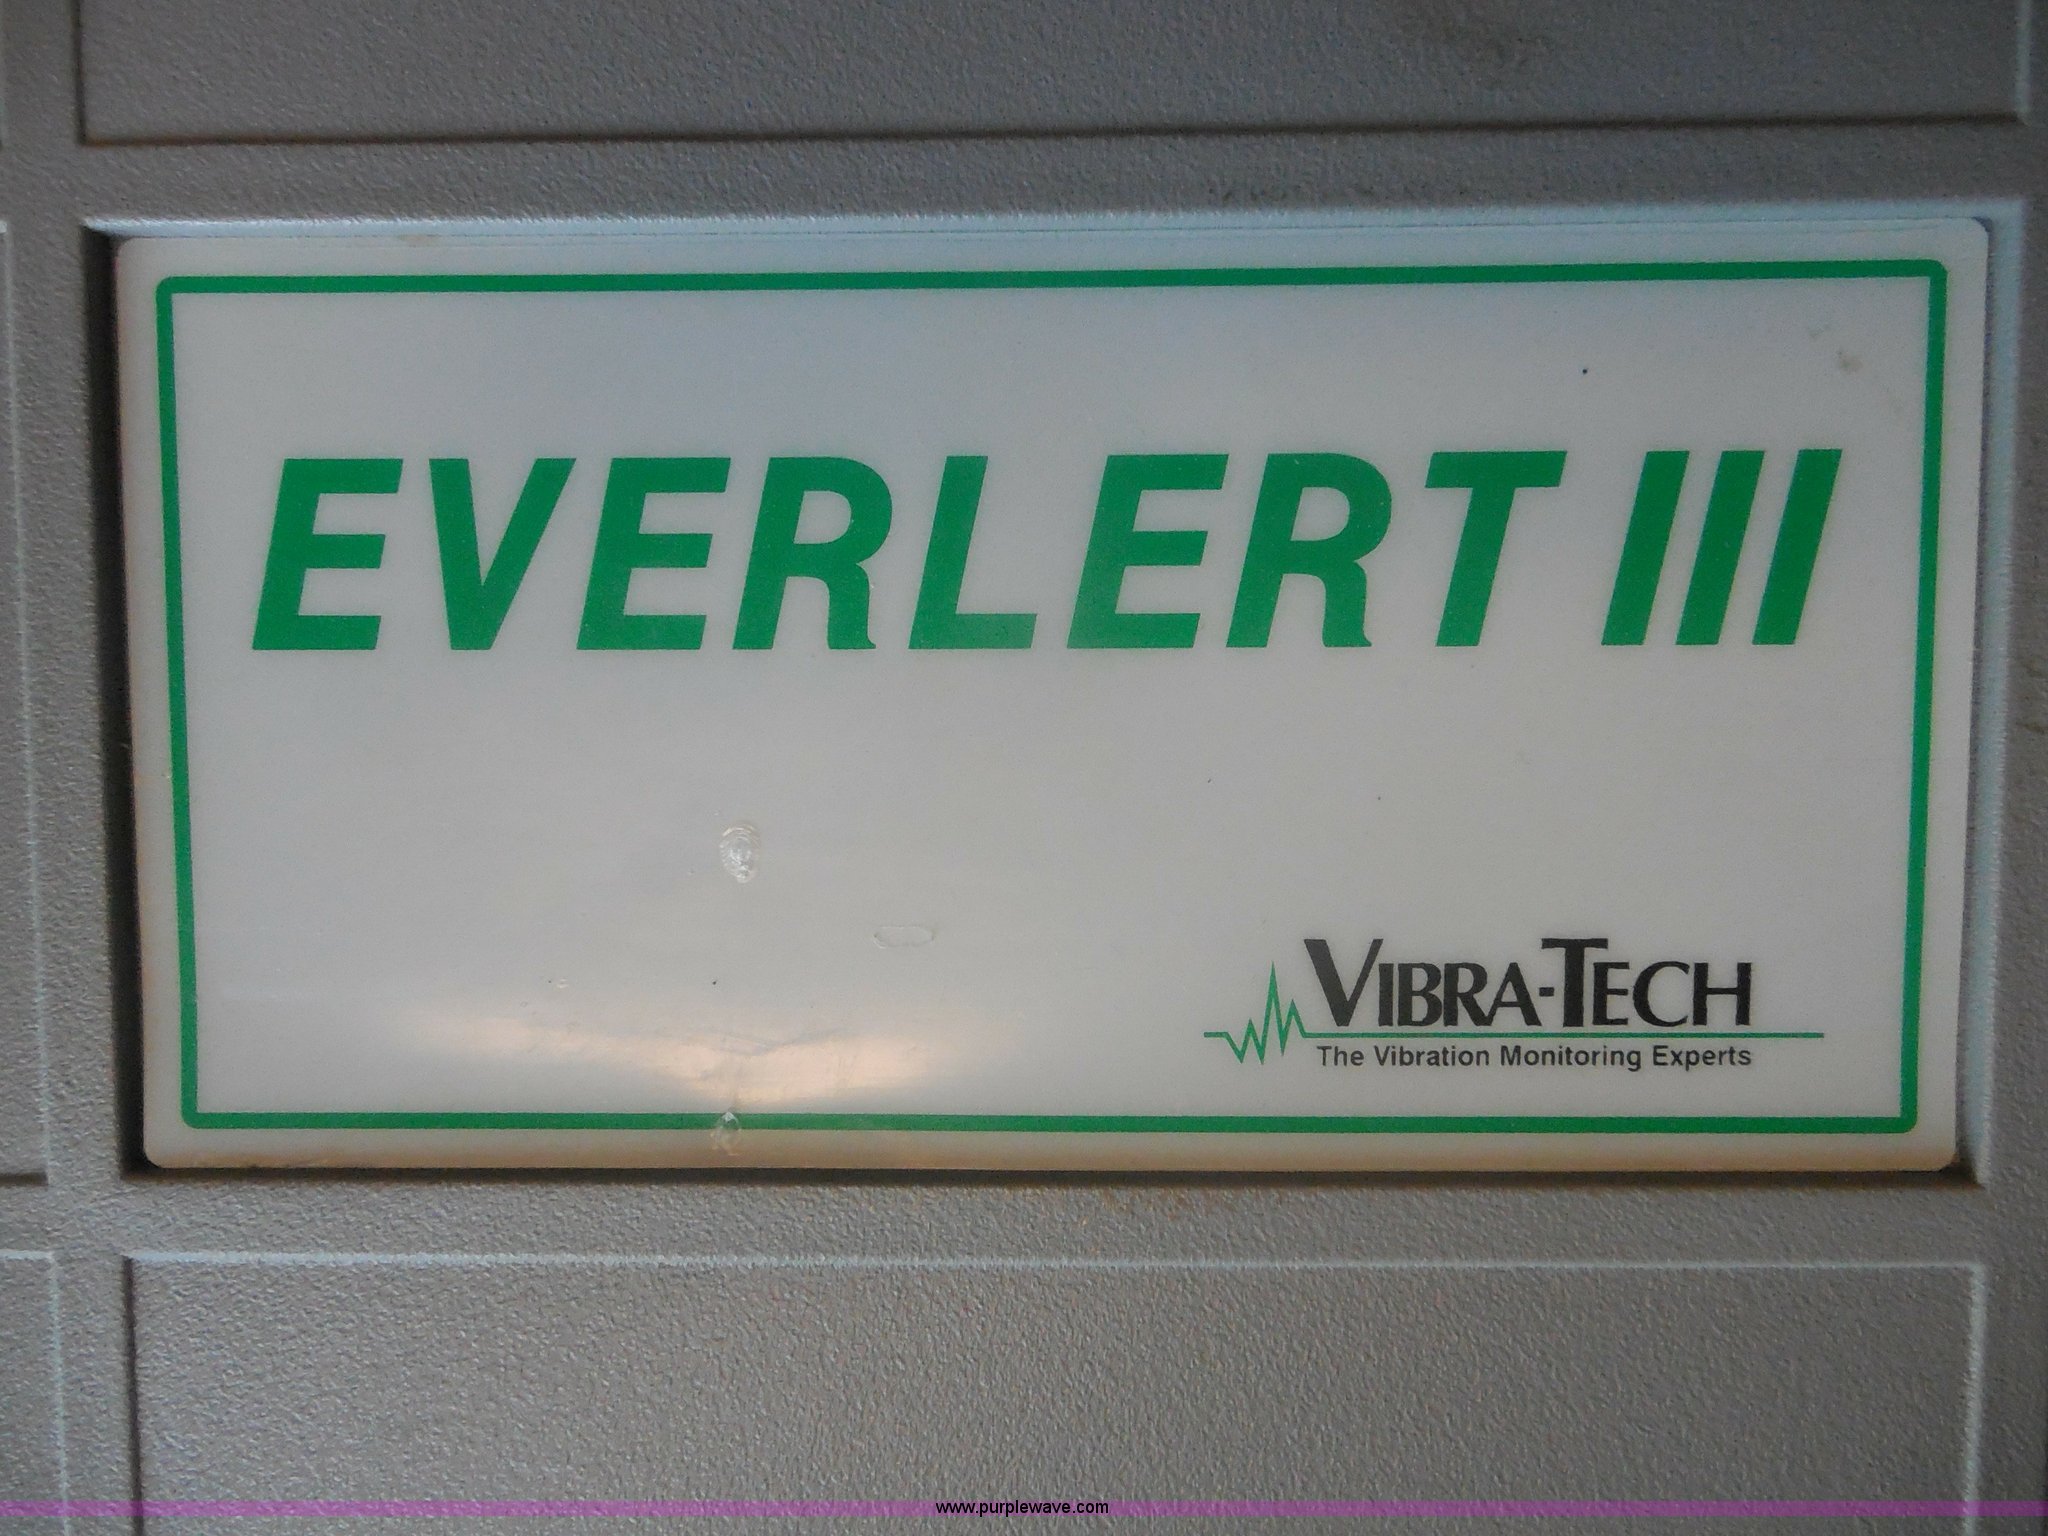 EVERLERT III
VIBRA-TECH
The Vibration Monitoring Experts
www.purplewave.com